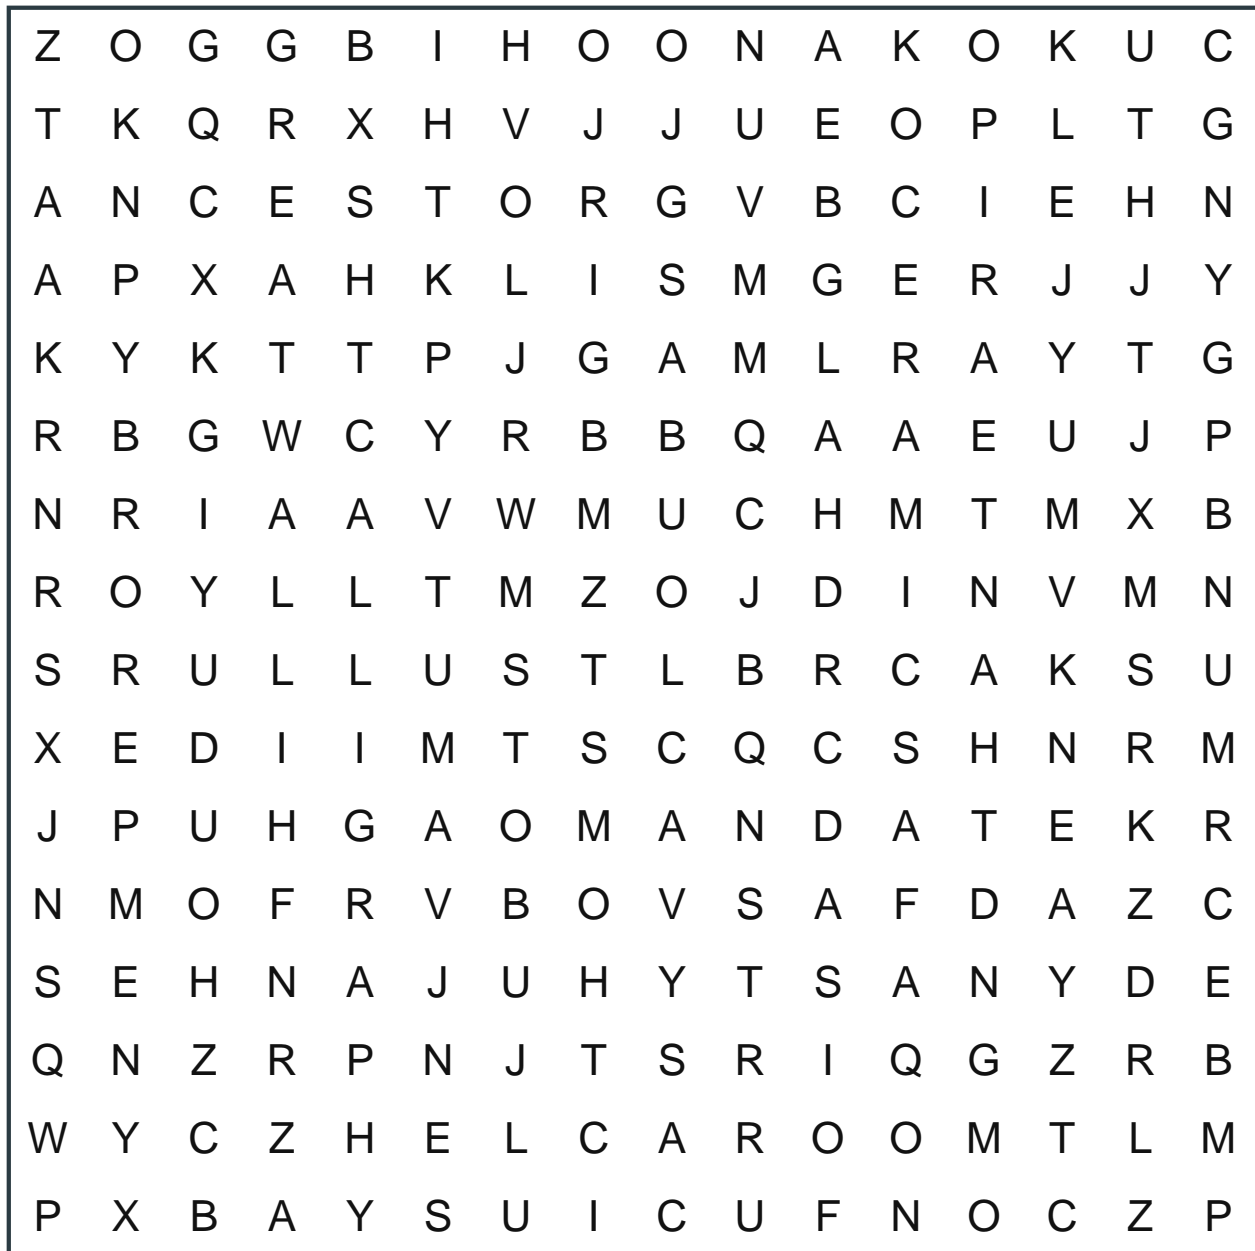 Z O G G B I H O O N A K O K U C
T K Q R X H V J J U E O P L T G
A N C E S T O R G V B C I E H N
A P X A H K L I S M G E R J J Y
K Y K T T P J G A M L R A Y T G
R B G W C Y R B B Q A A E U J P
N R I A A V W M U C H M T M X B
R O Y L L T M Z O J D I N V M N
S R U L L U S T L B R C A K S U
X E D I I M T S C Q C S H N R M
J P U H G A O M A N D A T E K R
N M O F R V B O V S A F D A Z C
S E H N A J U H Y T S A N Y D E
Q N Z R P N J T S R I Q G Z R B
W Y C Z H E L C A R O O M T L M
P X B A Y S U I C U F N O C Z P